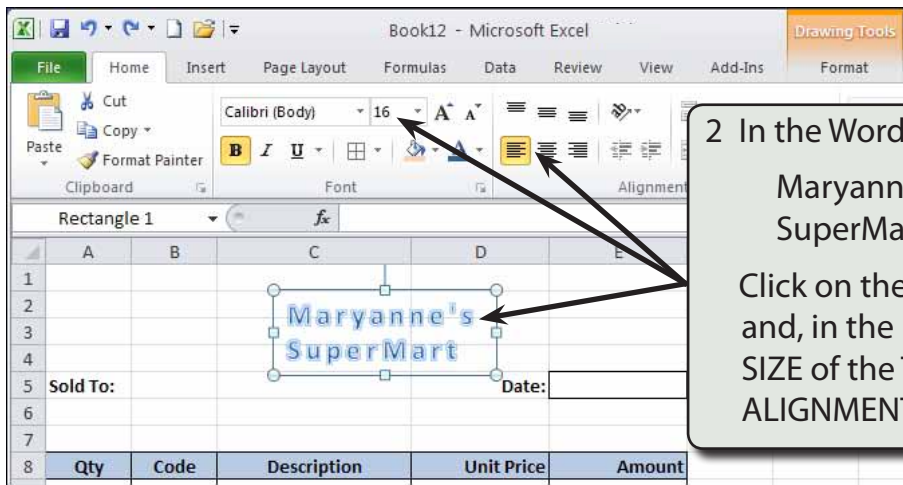 Book12 - Microsoft Excel
Drawing Tools
File Home Insert Page Layout Formulas Data Review View Add-Ins Format
Paste
Cut
Copy
Format Painter
Clipboard
Calibri (Body) 16 A A
B I U A
Font
Alignment
Rectangle 1 fx
A B C D E
1
2 Maryanne's
3 SuperMart
4
5 Sold To: Date:
6
7
8 Qty Code Description Unit Price Amount
2 In the Word
Maryann
SuperMa
Click on the
and, in the
SIZE of the
ALIGNMENT